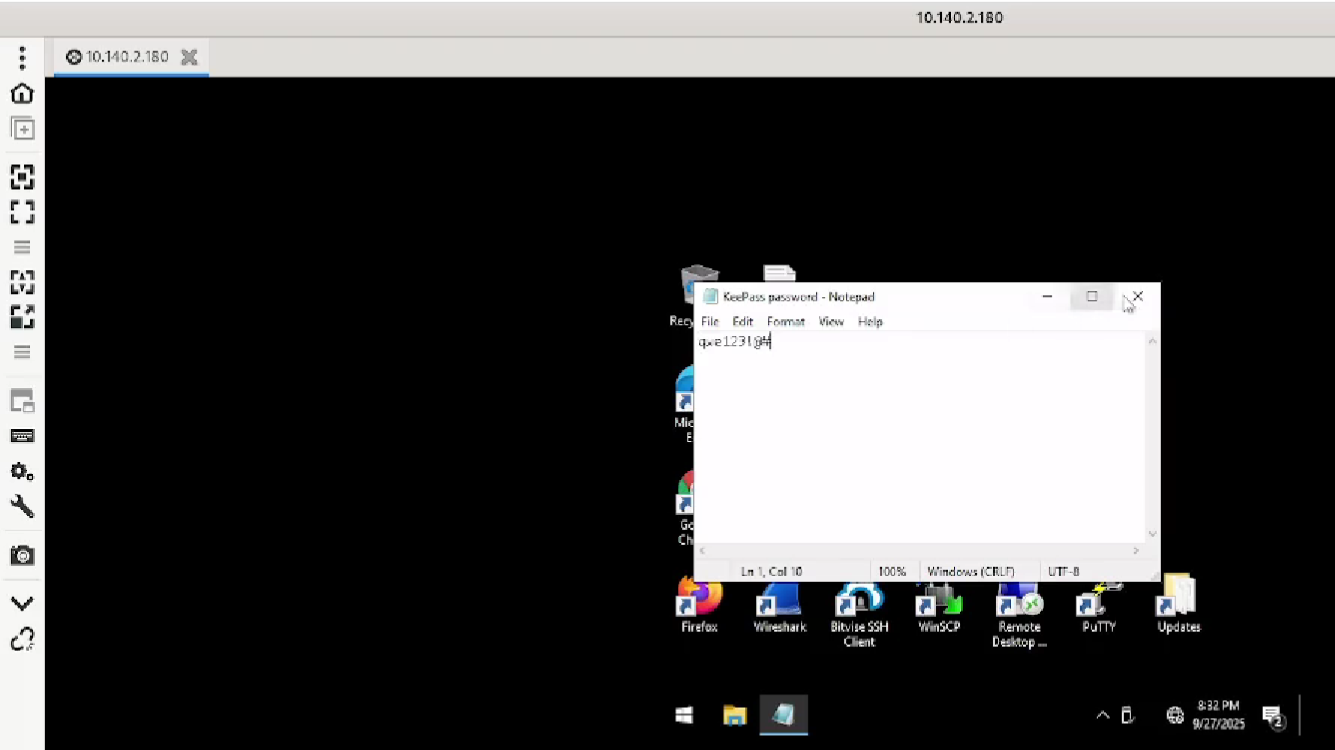 10.140.2.180
10.140.2.180
KeePass password - Notepad
Recy
File Edit Format View Help
qwe123!@#
Mic
E
Go
Ch
Ln 1, Col 10 100% Windows (CRLF) UTF-8
Firefox Wireshark Bitvise SSH Client WinSCP Remote Desktop ... PuTTY Updates
8:32 PM
9/27/2025
2